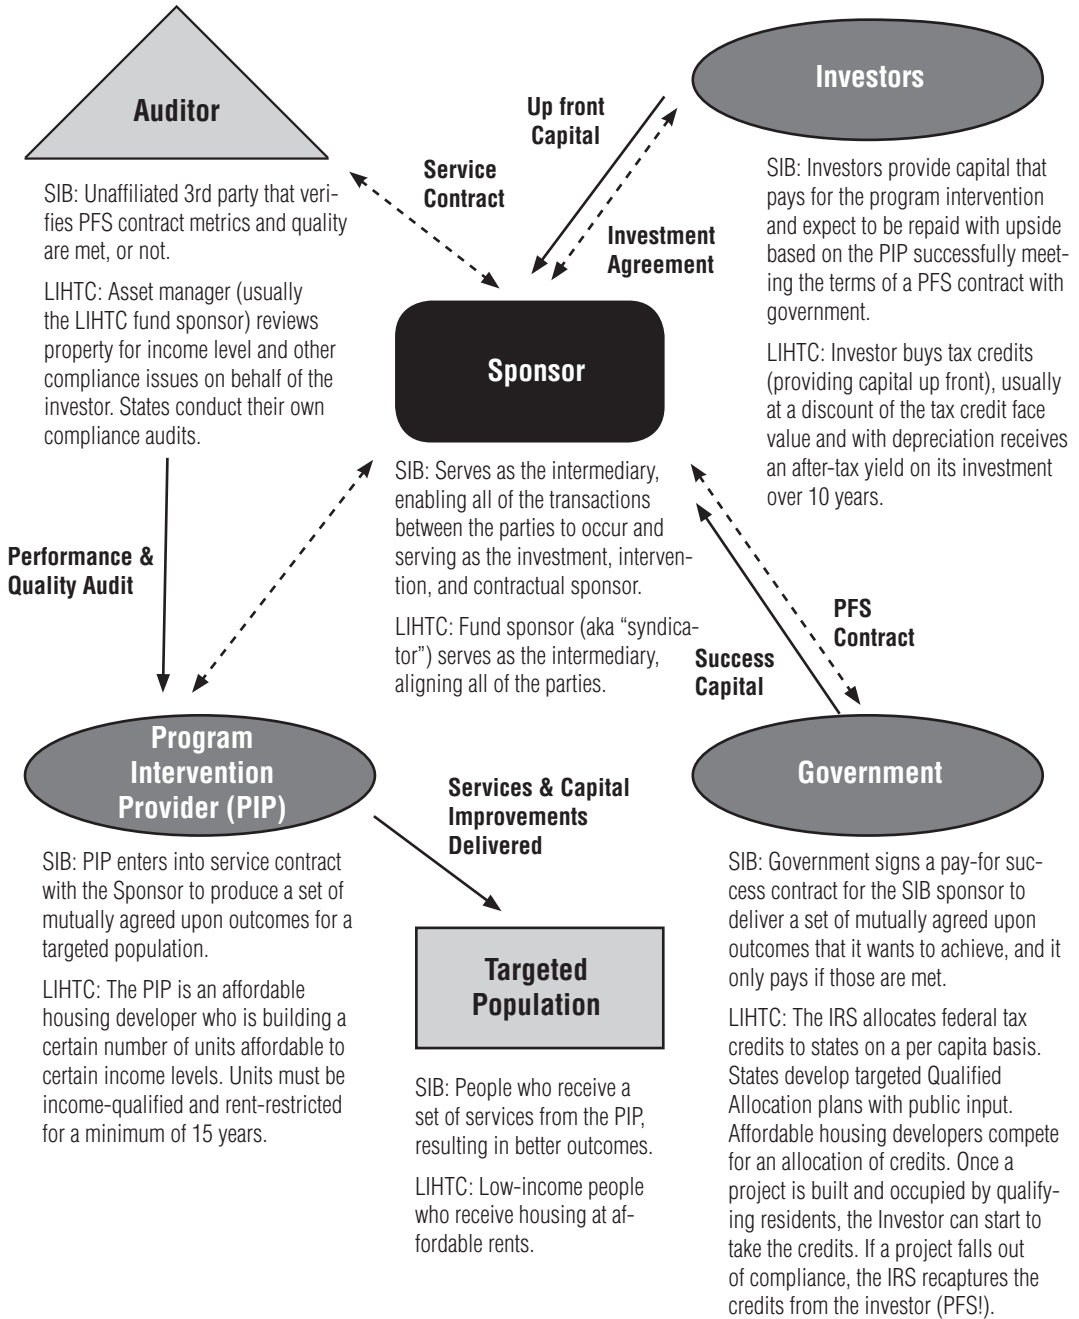 Auditor
SIB: Unaffiliated 3rd party that veri-
fies PFS contract metrics and quality
are met, or not.
LIHTC: Asset manager (usually
the LIHTC fund sponsor) reviews
property for income level and other
compliance issues on behalf of the
investor. States conduct their own
compliance audits.
Service
Contract
Up front
Capital
Investment
Agreement
Investors
SIB: Investors provide capital that
pays for the program intervention
and expect to be repaid with upside
based on the PIP successfully meet-
ing the terms of a PFS contract with
government.
LIHTC: Investor buys tax credits
(providing capital up front), usually
at a discount of the tax credit face
value and with depreciation receives
an after-tax yield on its investment
over 10 years.
Sponsor
SIB: Serves as the intermediary,
enabling all of the transactions
between the parties to occur and
serving as the investment, interven-
tion, and contractual sponsor.
LIHTC: Fund sponsor (aka “syndica-
tor”) serves as the intermediary,
aligning all of the parties.
Performance &
Quality Audit
PFS
Contract
Success
Capital
Program
Intervention
Provider (PIP)
SIB: PIP enters into service contract
with the Sponsor to produce a set of
mutually agreed upon outcomes for a
targeted population.
LIHTC: The PIP is an affordable
housing developer who is building a
certain number of units affordable to
certain income levels. Units must be
income-qualified and rent-restricted
for a minimum of 15 years.
Services & Capital
Improvements
Delivered
Targeted
Population
SIB: People who receive a
set of services from the PIP,
resulting in better outcomes.
LIHTC: Low-income people
who receive housing at af-
fordable rents.
Government
SIB: Government signs a pay-for suc-
cess contract for the SIB sponsor to
deliver a set of mutually agreed upon
outcomes that it wants to achieve, and it
only pays if those are met.
LIHTC: The IRS allocates federal tax
credits to states on a per capita basis.
States develop targeted Qualified
Allocation plans with public input.
Affordable housing developers compete
for an allocation of credits. Once a
project is built and occupied by qualify-
ing residents, the Investor can start to
take the credits. If a project falls out
of compliance, the IRS recaptures the
credits from the investor (PFS!).